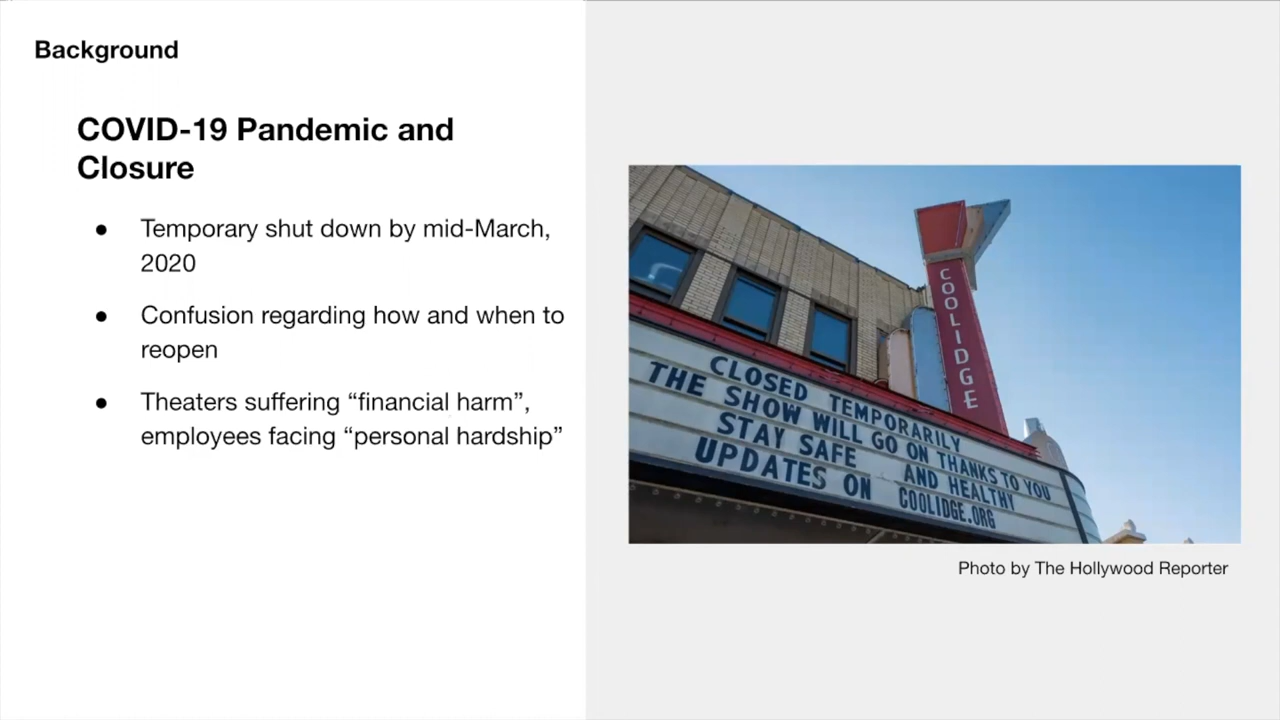 Background
COVID-19 Pandemic and
Closure
● Temporary shut down by mid-March,
2020
● Confusion regarding how and when to
reopen
● Theaters suffering “financial harm”,
employees facing “personal hardship”
COOLIDGE
CLOSED TEMPORARILY
THE SHOW WILL GO ON THANKS TO YOU
STAY SAFE AND HEALTHY
UPDATES ON COOLIDGE.ORG
Photo by The Hollywood Reporter